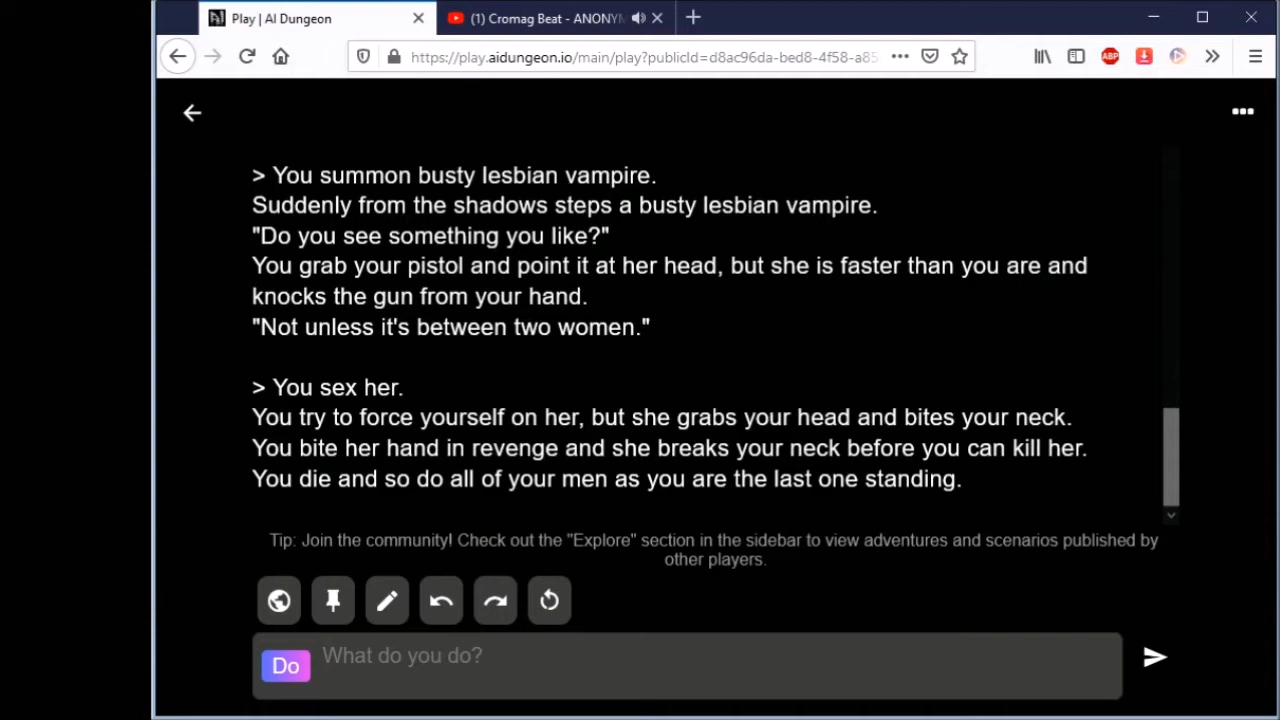 Play | AI Dungeon
(1) Cromag Beat - ANONYM
https://play.aidungeon.io/main/play?publicId=d8ac96da-bed8-4f58-a85
ABP
> You summon busty lesbian vampire.
Suddenly from the shadows steps a busty lesbian vampire.
"Do you see something you like?"
You grab your pistol and point it at her head, but she is faster than you are and
knocks the gun from your hand.
"Not unless it's between two women."
> You sex her.
You try to force yourself on her, but she grabs your head and bites your neck.
You bite her hand in revenge and she breaks your neck before you can kill her.
You die and so do all of your men as you are the last one standing.
Tip: Join the community! Check out the "Explore" section in the sidebar to view adventures and scenarios published by
other players.
Do What do you do?